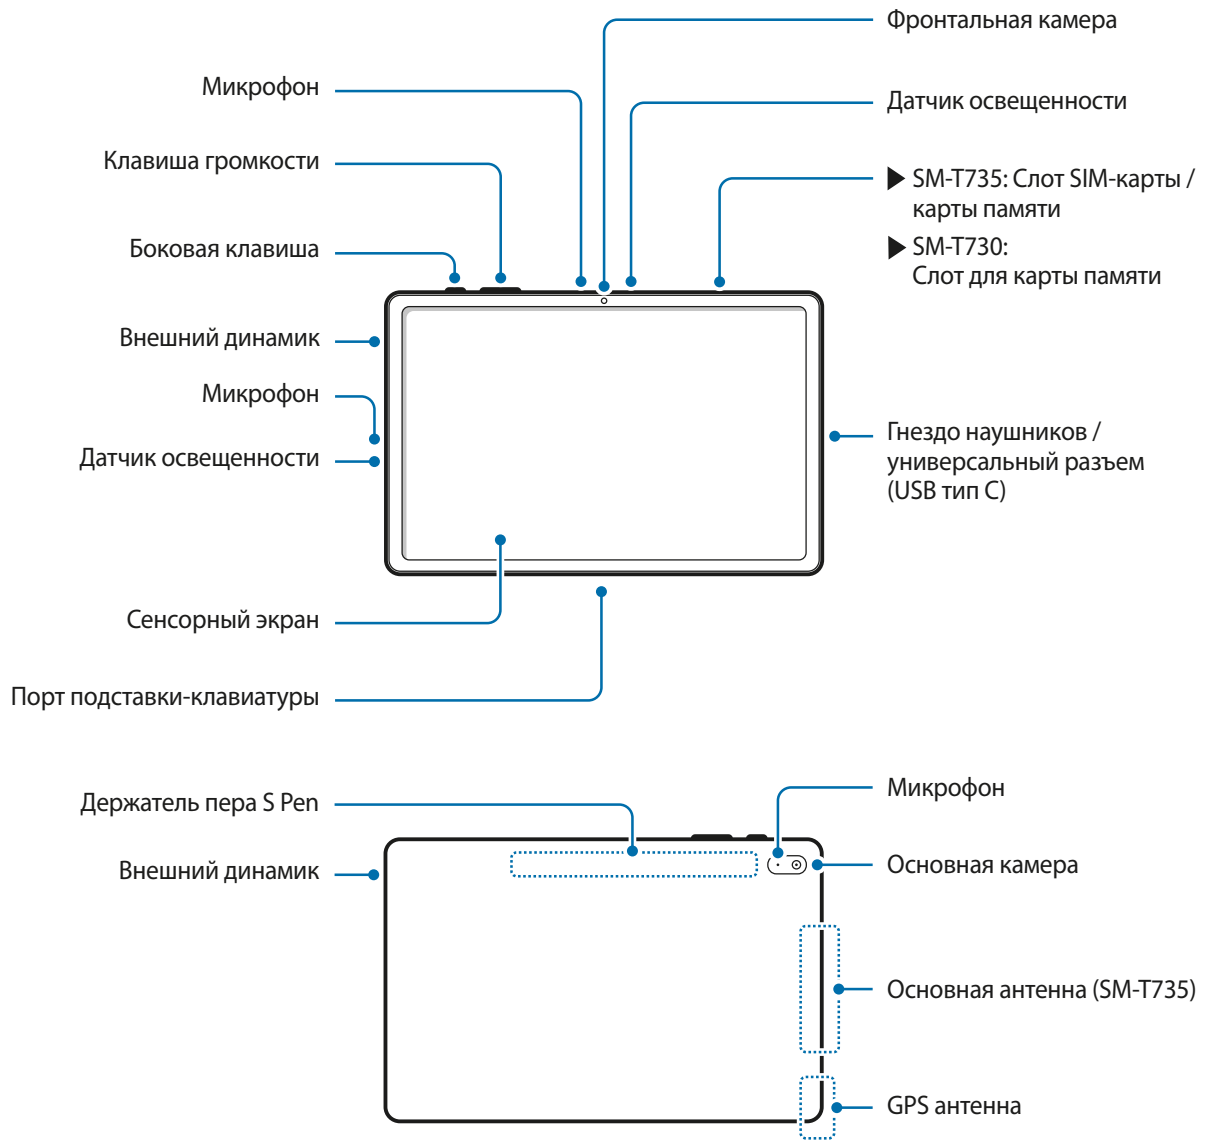 Фронтальная камера
Микрофон
Датчик освещенности
Клавиша громкости
▶ SM-T735: Слот SIM-карты /
карты памяти
Боковая клавиша
▶ SM-T730:
Слот для карты памяти
Внешний динамик
Микрофон
Датчик освещенности
Гнездо наушников /
универсальный разъем
(USB тип C)
Сенсорный экран
Порт подставки-клавиатуры
Держатель пера S Pen
Микрофон
Внешний динамик
Основная камера
Основная антенна (SM-T735)
GPS антенна